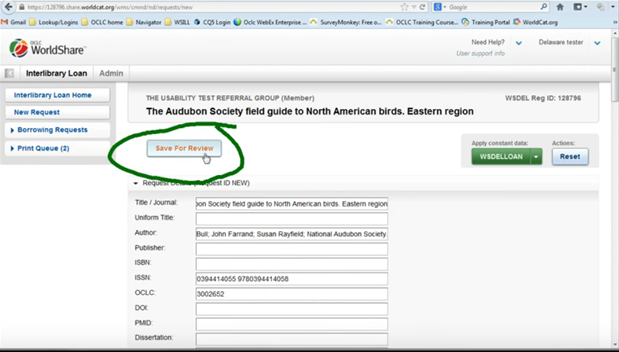 https://128796.share.worldcat.org/wms/cmnd/nd/requests/new
Google
Gmail Lookup/Logins OCLC home Navigator WSILL CQ5 Login Oclc WebEx Enterprise ... SurveyMonkey: Free o... OCLC Training Course... Training Portal WorldCat.org
OCLC
WorldShare™
Need Help?
Delaware tester
User support info
Interlibrary Loan Admin
Interlibrary Loan Home
New Request
Borrowing Requests
Print Queue (2)
THE USABILITY TEST REFERRAL GROUP (Member)
WSDEL Reg ID: 128796
The Audubon Society field guide to North American birds. Eastern region
Save For Review
Apply constant data:
Actions:
WSDELLOAN
Reset
Request Details (Request ID NEW)
Title / Journal: on Society field guide to North American birds. Eastern region
Uniform Title:
Author: Bull; John Farrand; Susan Rayfield; National Audubon Society
Publisher:
ISBN:
ISSN: 0394414055 9780394414058
OCLC: 3002652
DOI:
PMID:
Dissertation: